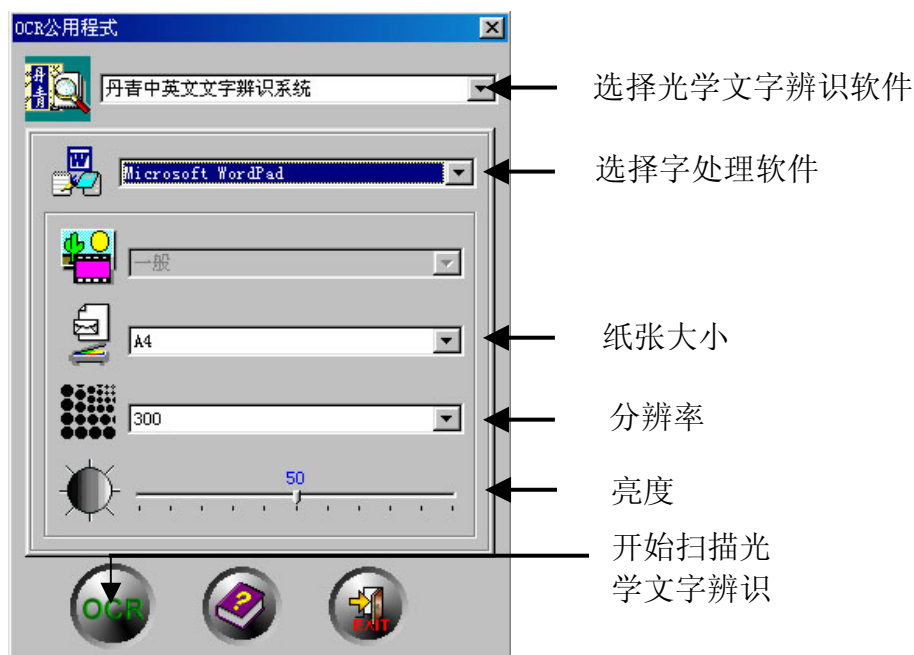 OCR公用程式
丹青
丹青中英文文字辨识系统
选择光学文字辨识软件
W
Microsoft WordPad
选择字处理软件
一般
A4
纸张大小
300
分辨率
50
亮度
开始扫描光
学文字辨识
OCR
?
EXIT